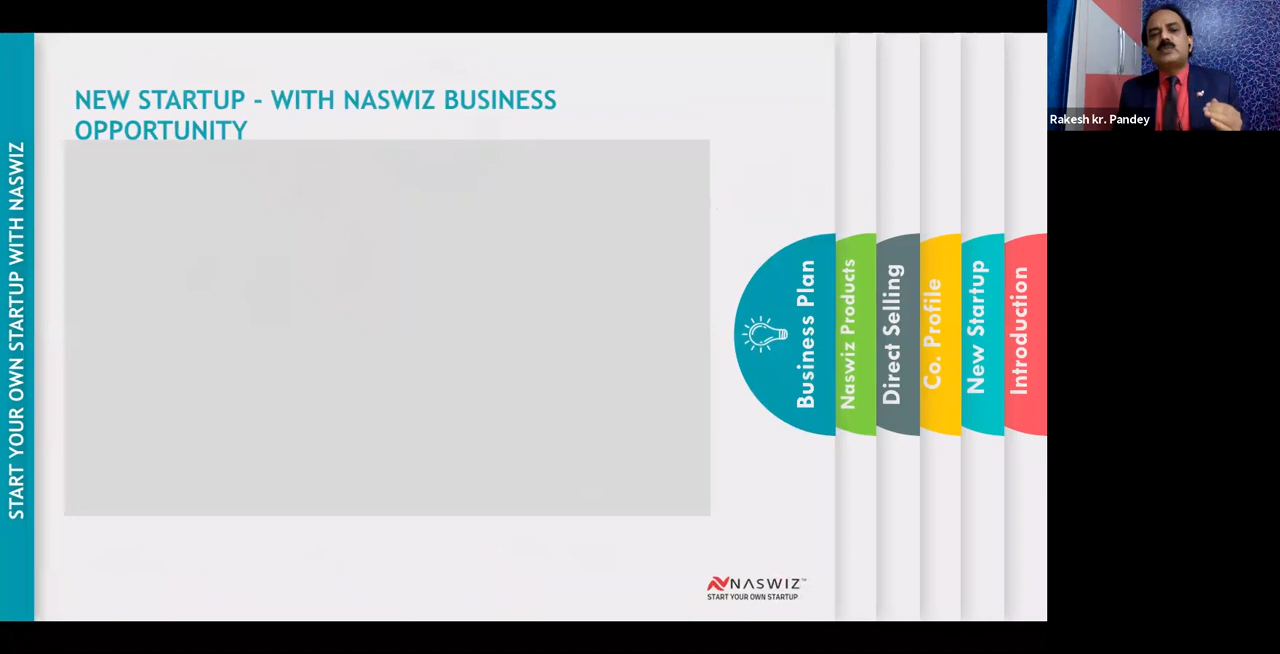 START YOUR OWN STARTUP WITH NASWIZ
NEW STARTUP - WITH NASWIZ BUSINESS
OPPORTUNITY
Business Plan
Naswiz Products
Direct Selling
Co. Profile
New Startup
Introduction
NASWIZ™
START YOUR OWN STARTUP
Rakesh kr. Pandey